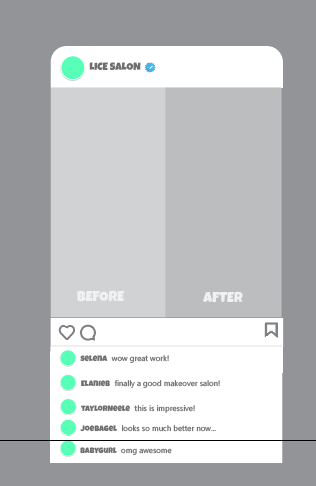 LICE SALON
BEFORE AFTER
SELENA wow great work!
ELANIEB finally a good makeover salon!
TAYLORNEELE this is impressive!
JOEBAGEL looks so much better now...
BABYGURL omg awesome